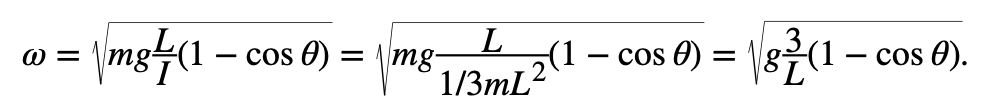 ω = √(mg L/I (1 − cos θ)) = √(mg L/(1/3mL²) (1 − cos θ)) = √(g 3/L (1 − cos θ)).